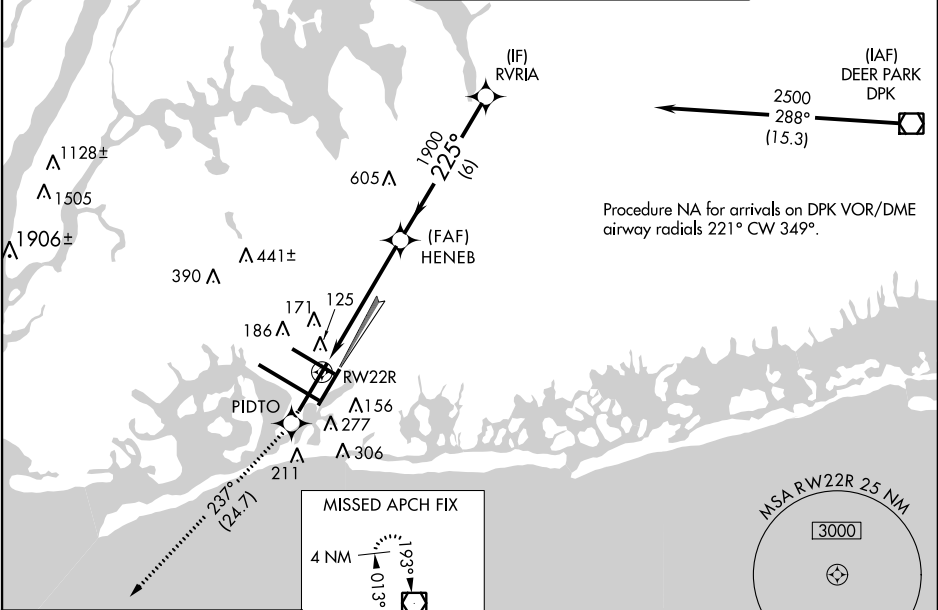 (IF)
RVRIA
(IAF)
DEER PARK
DPK
2500
288°
(15.3)
1900
225°
(6)
1128±
1505
1906±
605
Procedure NA for arrivals on DPK VOR/DME
airway radials 221° CW 349°.
(FAF)
HENEB
441±
390
171
125
186
RW22R
PIDTO
156
277
306
211
237°
(24.7)
MISSED APCH FIX
4 NM
193°
013°
MSA RW22R 25 NM
3000